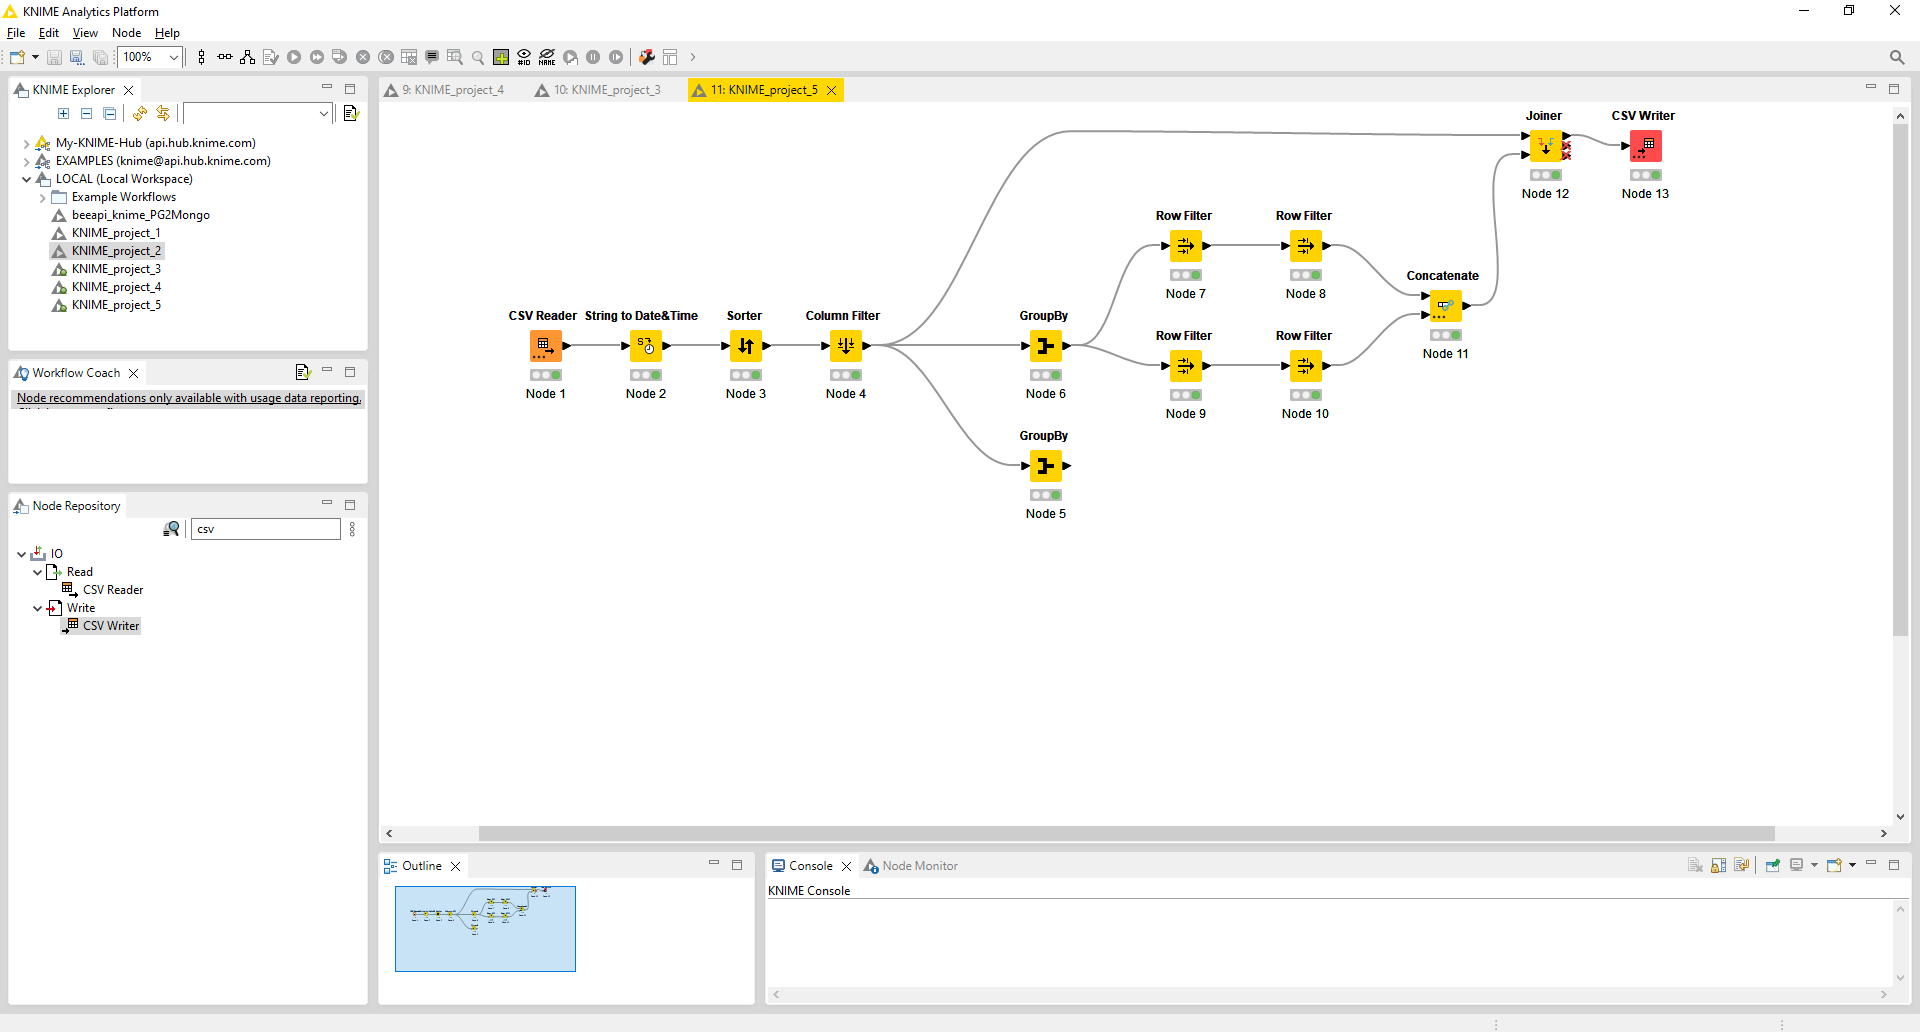 KNIME Analytics Platform
File Edit View Node Help
100%
#ID
NAME
KNIME Explorer
My-KNIME-Hub (api.hub.knime.com)
EXAMPLES (knime@api.hub.knime.com)
LOCAL (Local Workspace)
Example Workflows
beeapi_knime_PG2Mongo
KNIME_project_1
KNIME_project_2
KNIME_project_3
KNIME_project_4
KNIME_project_5
Workflow Coach
Node recommendations only available with usage data reporting.
Node Repository
csv
IO
Read
CSV Reader
Write
CSV Writer
9: KNIME_project_4
10: KNIME_project_3
11: KNIME_project_5
Joiner
CSV Writer
Node 12
Node 13
Row Filter
Row Filter
Node 7
Node 8
Concatenate
Node 11
CSV Reader
String to Date&Time
Sorter
Column Filter
GroupBy
Node 1
Node 2
Node 3
Node 4
Node 6
Row Filter
Row Filter
Node 9
Node 10
GroupBy
Node 5
Outline
Console
Node Monitor
KNIME Console